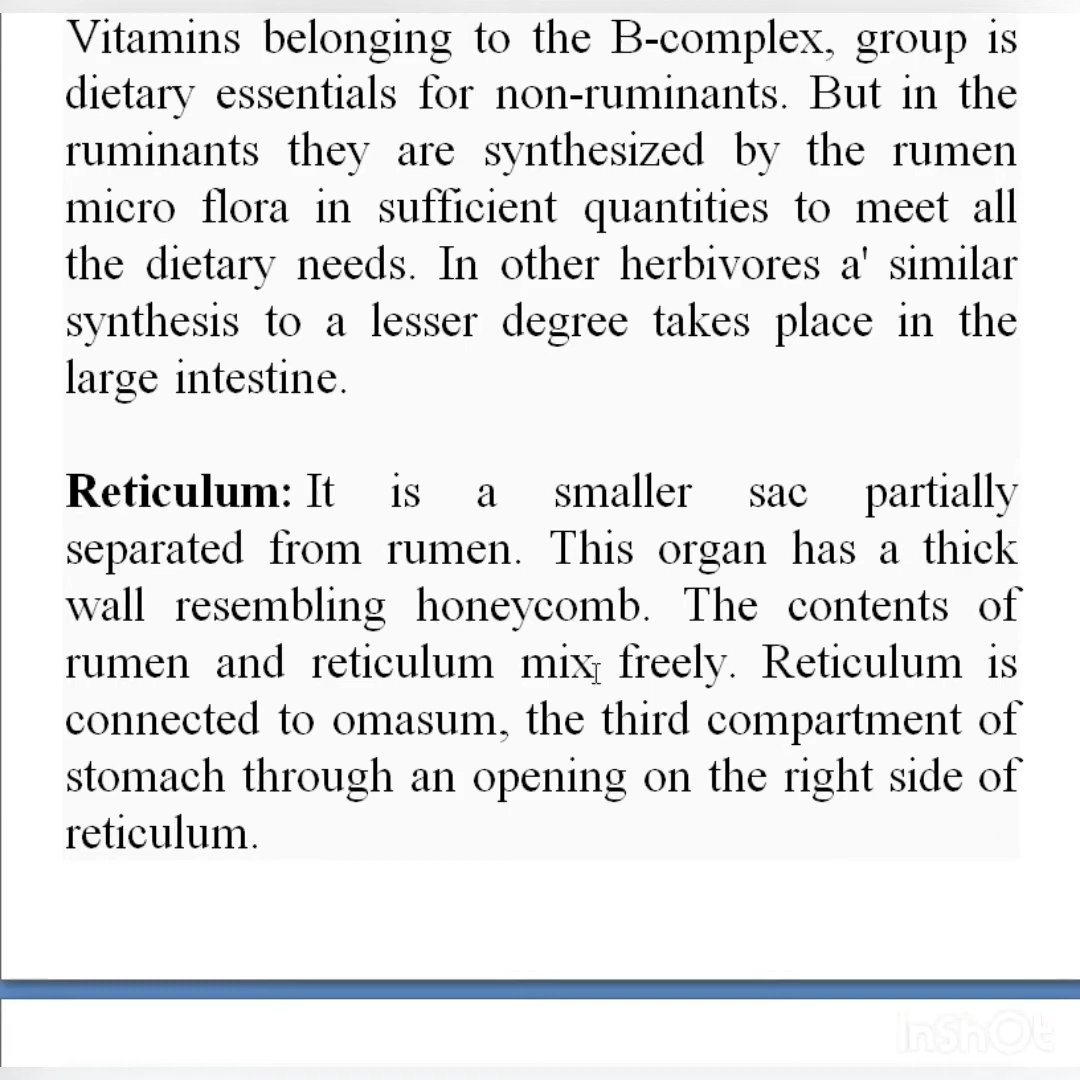 Vitamins belonging to the B-complex, group is
dietary essentials for non-ruminants. But in the
ruminants they are synthesized by the rumen
micro flora in sufficient quantities to meet all
the dietary needs. In other herbivores a' similar
synthesis to a lesser degree takes place in the
large intestine.
Reticulum: It is a smaller sac partially
separated from rumen. This organ has a thick
wall resembling honeycomb. The contents of
rumen and reticulum mix freely. Reticulum is
connected to omasum, the third compartment of
stomach through an opening on the right side of
reticulum.
InShOt